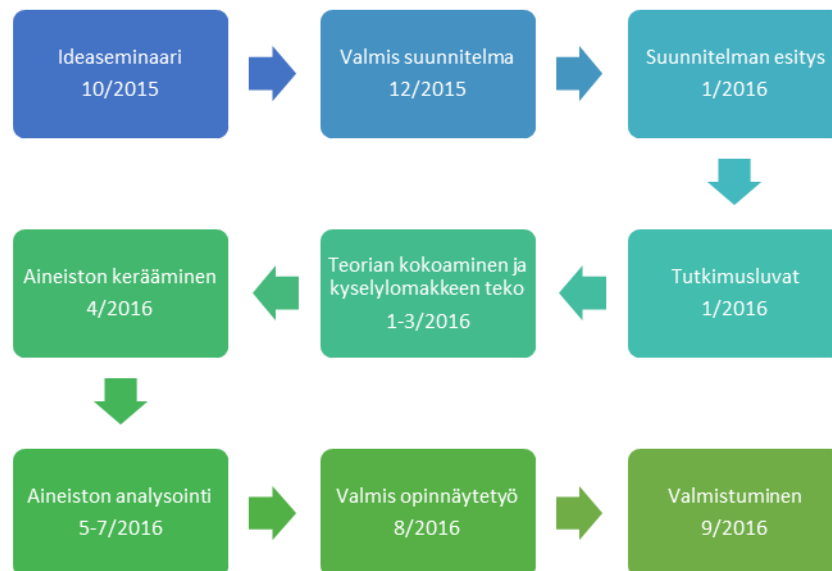 Ideaseminaari
10/2015
Valmis suunnitelma
12/2015
Suunnitelman esitys
1/2016
Tutkimusluvat
1/2016
Teorian kokoaminen ja
kyselylomakkeen teko
1-3/2016
Aineiston kerääminen
4/2016
Aineiston analysointi
5-7/2016
Valmis opinnäytetyö
8/2016
Valmistuminen
9/2016